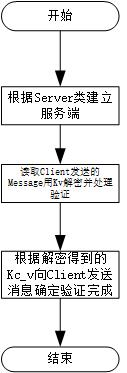 开始
根据Server类建立
服务端
读取Client发送的
Message用Kv解密并处理
验证
根据解密得到的
Kc_v向Client发送
消息确定验证完成
结束